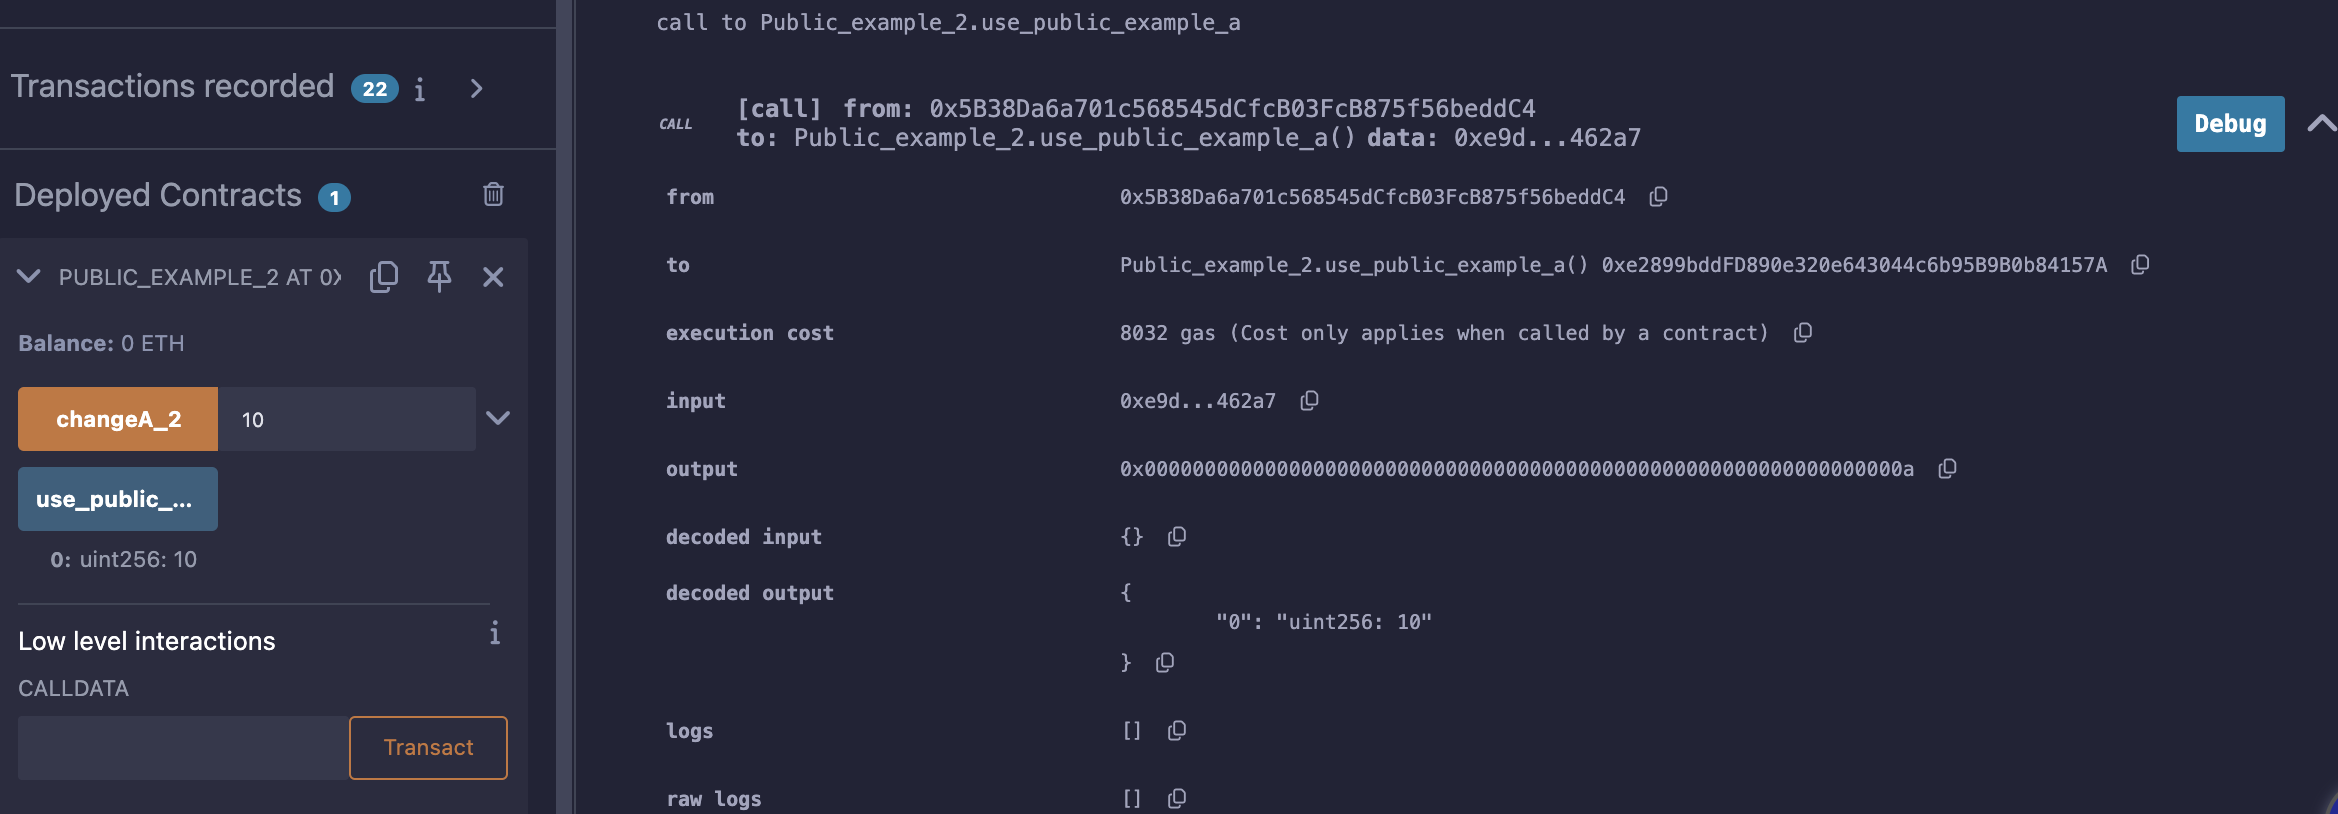 Transactions recorded 22 i
Deployed Contracts 1
PUBLIC_EXAMPLE_2 AT 0X
Balance: 0 ETH
changeA_2 10
use_public_...
0: uint256: 10
Low level interactions i
CALLDATA
Transact
call to Public_example_2.use_public_example_a
CALL
[call] from: 0x5B38Da6a701c568545dCfcB03FcB875f56beddC4
to: Public_example_2.use_public_example_a() data: 0xe9d...462a7
Debug
from 0x5B38Da6a701c568545dCfcB03FcB875f56beddC4
to Public_example_2.use_public_example_a() 0xe2899bddFD890e320e643044c6b95B9B0b84157A
execution cost 8032 gas (Cost only applies when called by a contract)
input 0xe9d...462a7
output 0x000000000000000000000000000000000000000000000000000000000000000a
decoded input {}
decoded output {
"0": "uint256: 10"
}
logs []
raw logs []